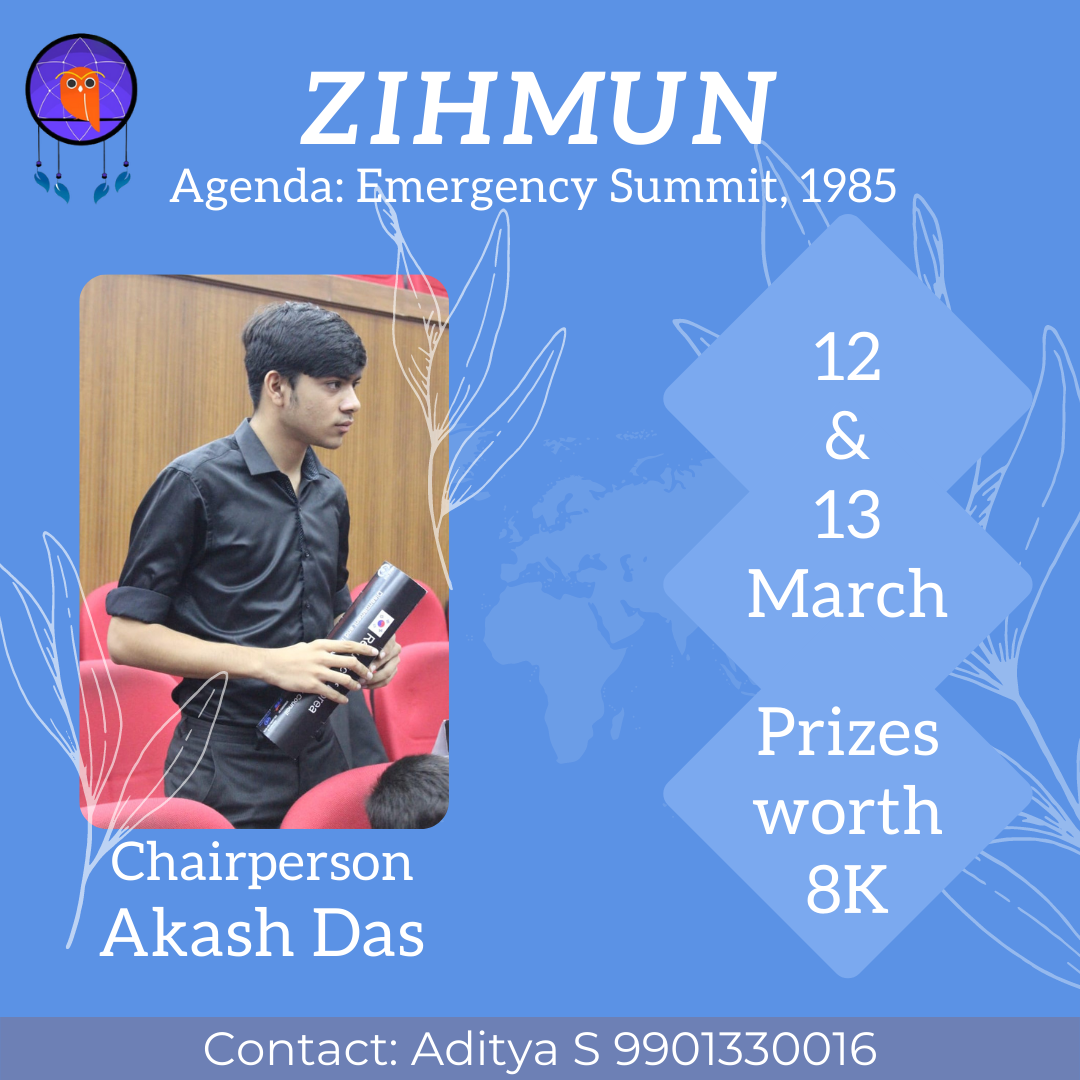 ZIHMUN
Agenda: Emergency Summit, 1985
12
&
13
March
Prizes
worth
8K
Chairperson
Akash Das
Contact: Aditya S 9901330016